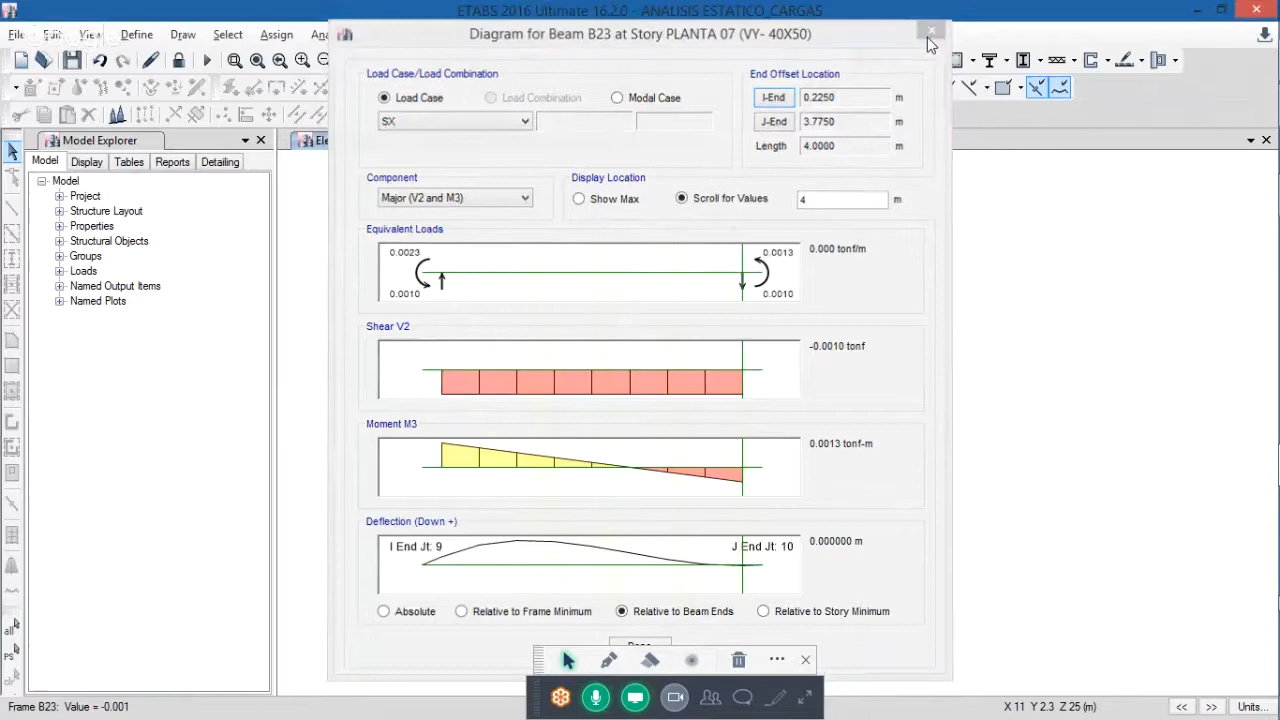 ETABS 2016 Ultimate 16.2.0 - ANALISIS ESTATICO_CARGAS
File Edit View Define Draw Select Assign
Diagram for Beam B23 at Story PLANTA 07 (VY- 40X50)
Load Case/Load Combination
Load Case Load Combination Modal Case
SX
End Offset Location
I-End 0.2250 m
J-End 3.7750 m
Length 4.0000 m
Component
Major (V2 and M3)
Display Location
Show Max Scroll for Values 4 m
Equivalent Loads
0.0023 0.0013 0.000 tonf/m
0.0010 0.0010
Shear V2
-0.0010 tonf
Moment M3
0.0013 tonf-m
Deflection (Down +)
I End Jt: 9 J End Jt: 10 0.000000 m
Absolute Relative to Frame Minimum Relative to Beam Ends Relative to Story Minimum
Model Explorer
Model Display Tables Reports Detailing
Model
Project
Structure Layout
Properties
Structural Objects
Groups
Loads
Named Output Items
Named Plots
all
PS
Frame B23: Value = -0.001
X 11 Y 2.3 Z 25 (m)
<< >> Units...